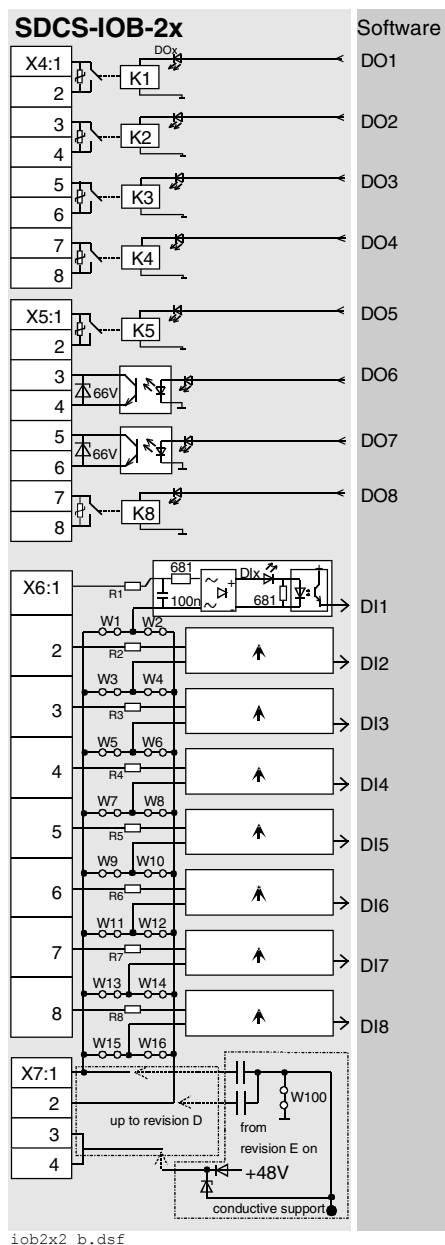 SDCS-IOB-2x Software
DOx
X4:1 K1 DO1
2
3 K2 DO2
4
5 K3 DO3
6
7 K4 DO4
8
X5:1 K5 DO5
2
3 66V DO6
4
5 66V DO7
6
7 K8 DO8
8
X6:1 R1 681 100n + - DIx 681 + DI1
W1 W2
2 R2 DI2
W3 W4
3 R3 DI3
W5 W6
4 R4 DI4
W7 W8
5 R5 DI5
W9 W10
6 R6 DI6
W11 W12
7 R7 DI7
W13 W14
8 R8 DI8
W15 W16
X7:1
2 W100
up to revision D from
3 revision E on
4 +48V
conductive support
iob2x2_b.dsf